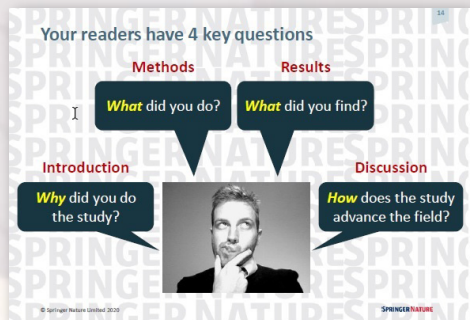 14
Your readers have 4 key questions
Methods
Results
What did you do?
What did you find?
Introduction
Discussion
Why did you do
the study?
How does the study
advance the field?
© Springer Nature Limited 2020
SPRINGER NATURE